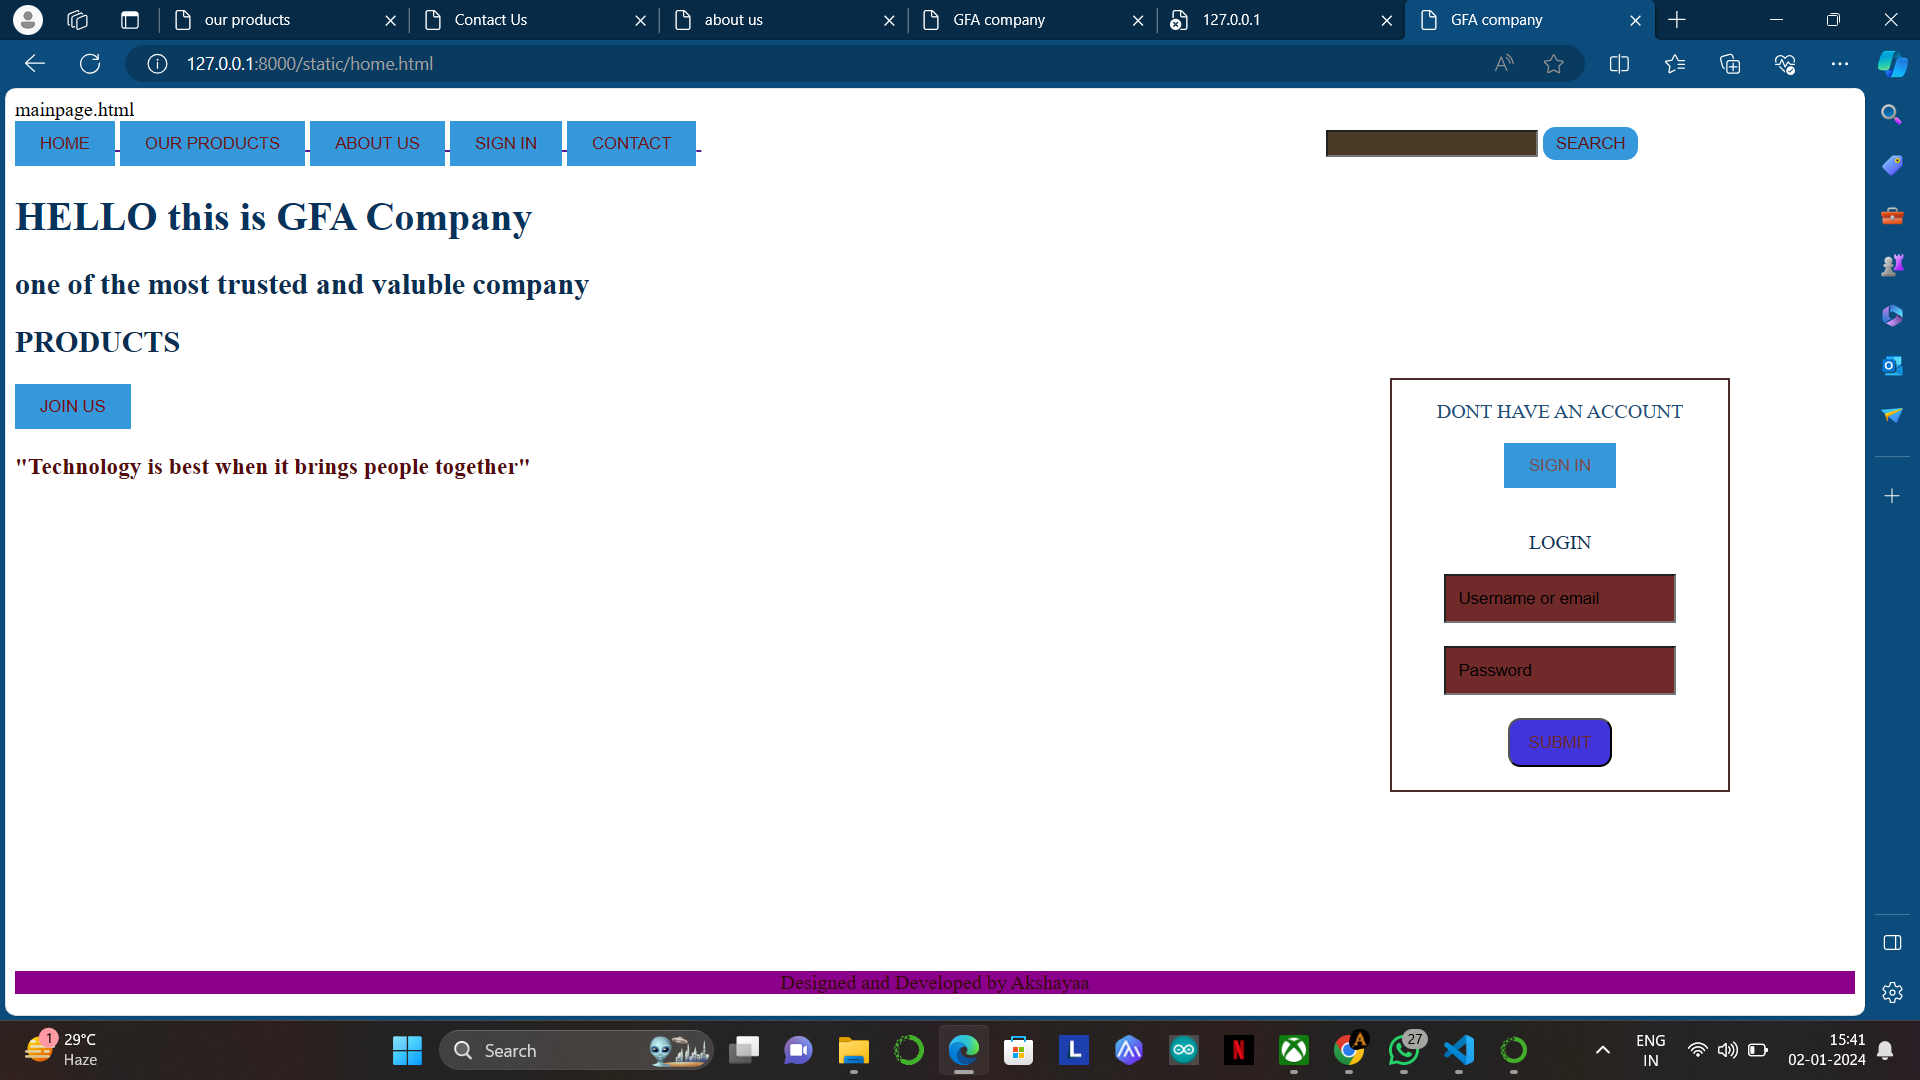 our products
Contact Us
about us
GFA company
127.0.0.1
GFA company
127.0.0.1:8000/static/home.html
mainpage.html
HOME OUR PRODUCTS ABOUT US SIGN IN CONTACT SEARCH
HELLO this is GFA Company
one of the most trusted and valuble company
PRODUCTS
JOIN US
"Technology is best when it brings people together"
DONT HAVE AN ACCOUNT
SIGN IN
LOGIN
Username or email
Password
SUBMIT
Designed and Developed by Akshayaa
1
29°C
Haze
Search
L
N
A
27
ENG
IN
15:41
02-01-2024